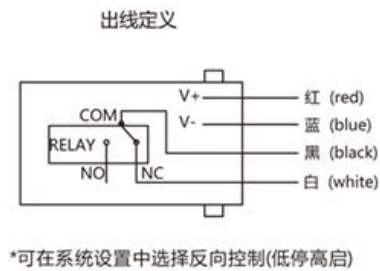 出线定义
V+ 红 (red)
COM V- 蓝 (blue)
RELAY 黑 (black)
NO NC 白 (white)
*可在系统设置中选择反向控制(低停高启)